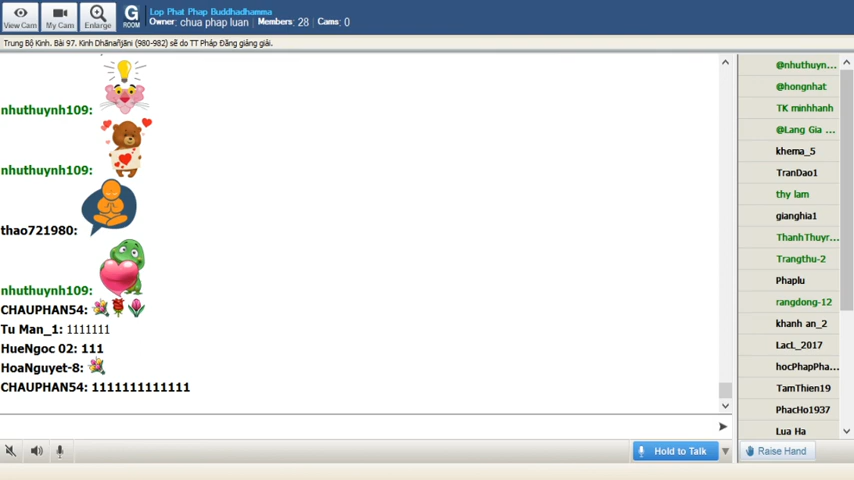 View Cam
My Cam
Enlarge
G
ROOM
Lop Phat Phap Buddhadhamma
Owner: chua phap luan Members: 28 Cams: 0
Trung Bộ Kinh. Bài 97. Kinh Dhānañjāni (980-982) sẽ do TT Pháp Đăng giảng giải.
nhuthuynh109:
nhuthuynh109:
thao721980:
nhuthuynh109:
CHAUPHAN54:
Tu Man_1: 1111111
HueNgoc 02: 111
HoaNguyet-8:
CHAUPHAN54: 1111111111111
@nhuthuyn...
@hongnhat
TK minhhanh
@Lang Gia ...
khema_5
TranDao1
thy lam
gianghia1
ThanhThuyr...
Trangthu-2
Phaplu
rangdong-12
khanh an_2
LacL_2017
hocPhapPha...
TamThien19
PhacHo1937
Lua Ha
Hold to Talk
Raise Hand